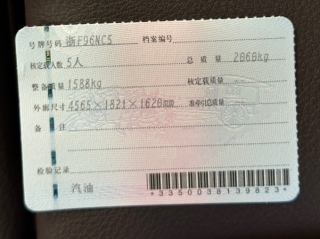 号牌号码 浙F96NC5 档案编号
核定载人数 5人 总质量 2868kg
整备质量 1588kg 核定载质量
外廓尺寸 4565×1821×1628mm 准牵引总质量
备注
检验记录
汽油
*3350038139823*